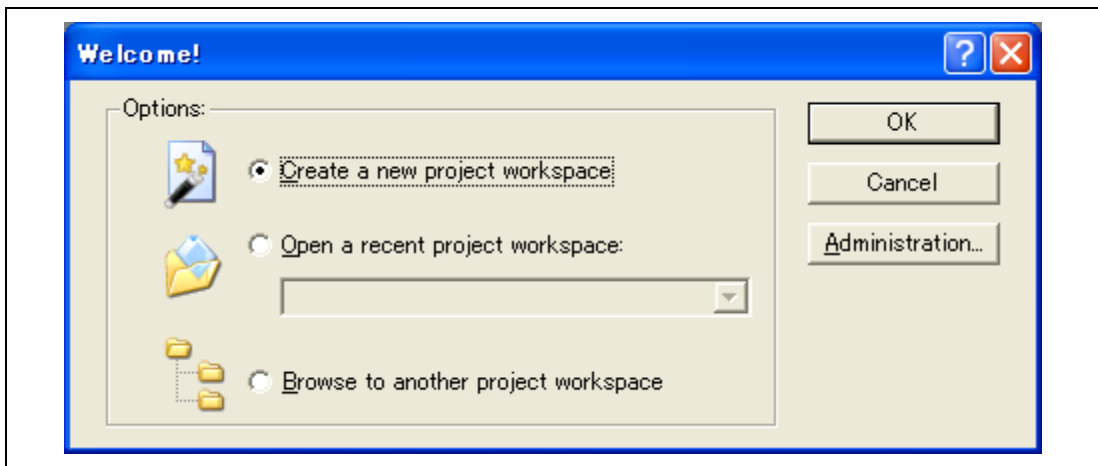 Welcome!
Options:
Create a new project workspace
Open a recent project workspace:
Browse to another project workspace
OK
Cancel
Administration...